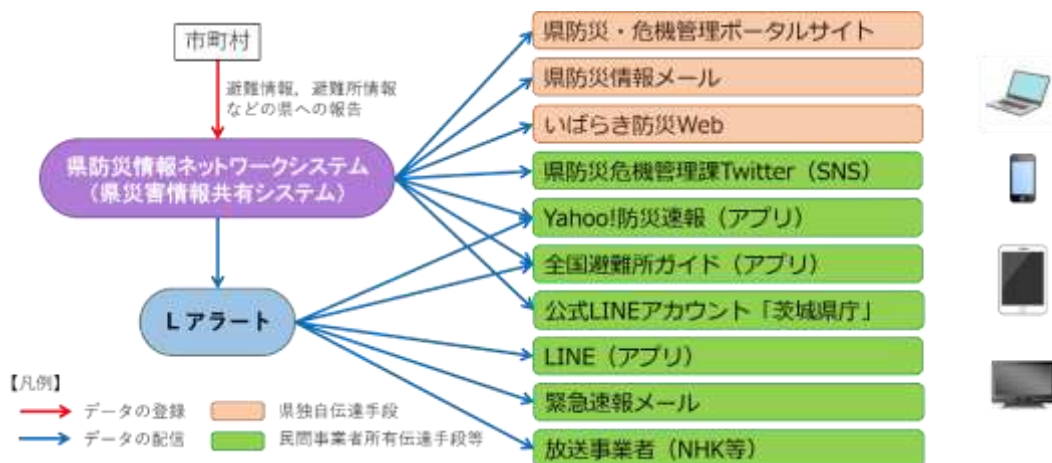 市町村
避難情報，避難所情報
などの県への報告
県防災情報ネットワークシステム
（県災害情報共有システム）
Lアラート
県防災・危機管理ポータルサイト
県防災情報メール
いばらき防災Web
県防災危機管理課Twitter（SNS）
Yahoo!防災速報（アプリ）
全国避難所ガイド（アプリ）
公式LINEアカウント「茨城県庁」
LINE（アプリ）
緊急速報メール
放送事業者（NHK等）
【凡例】
データの登録
県独自伝達手段
データの配信
民間事業者所有伝達手段等